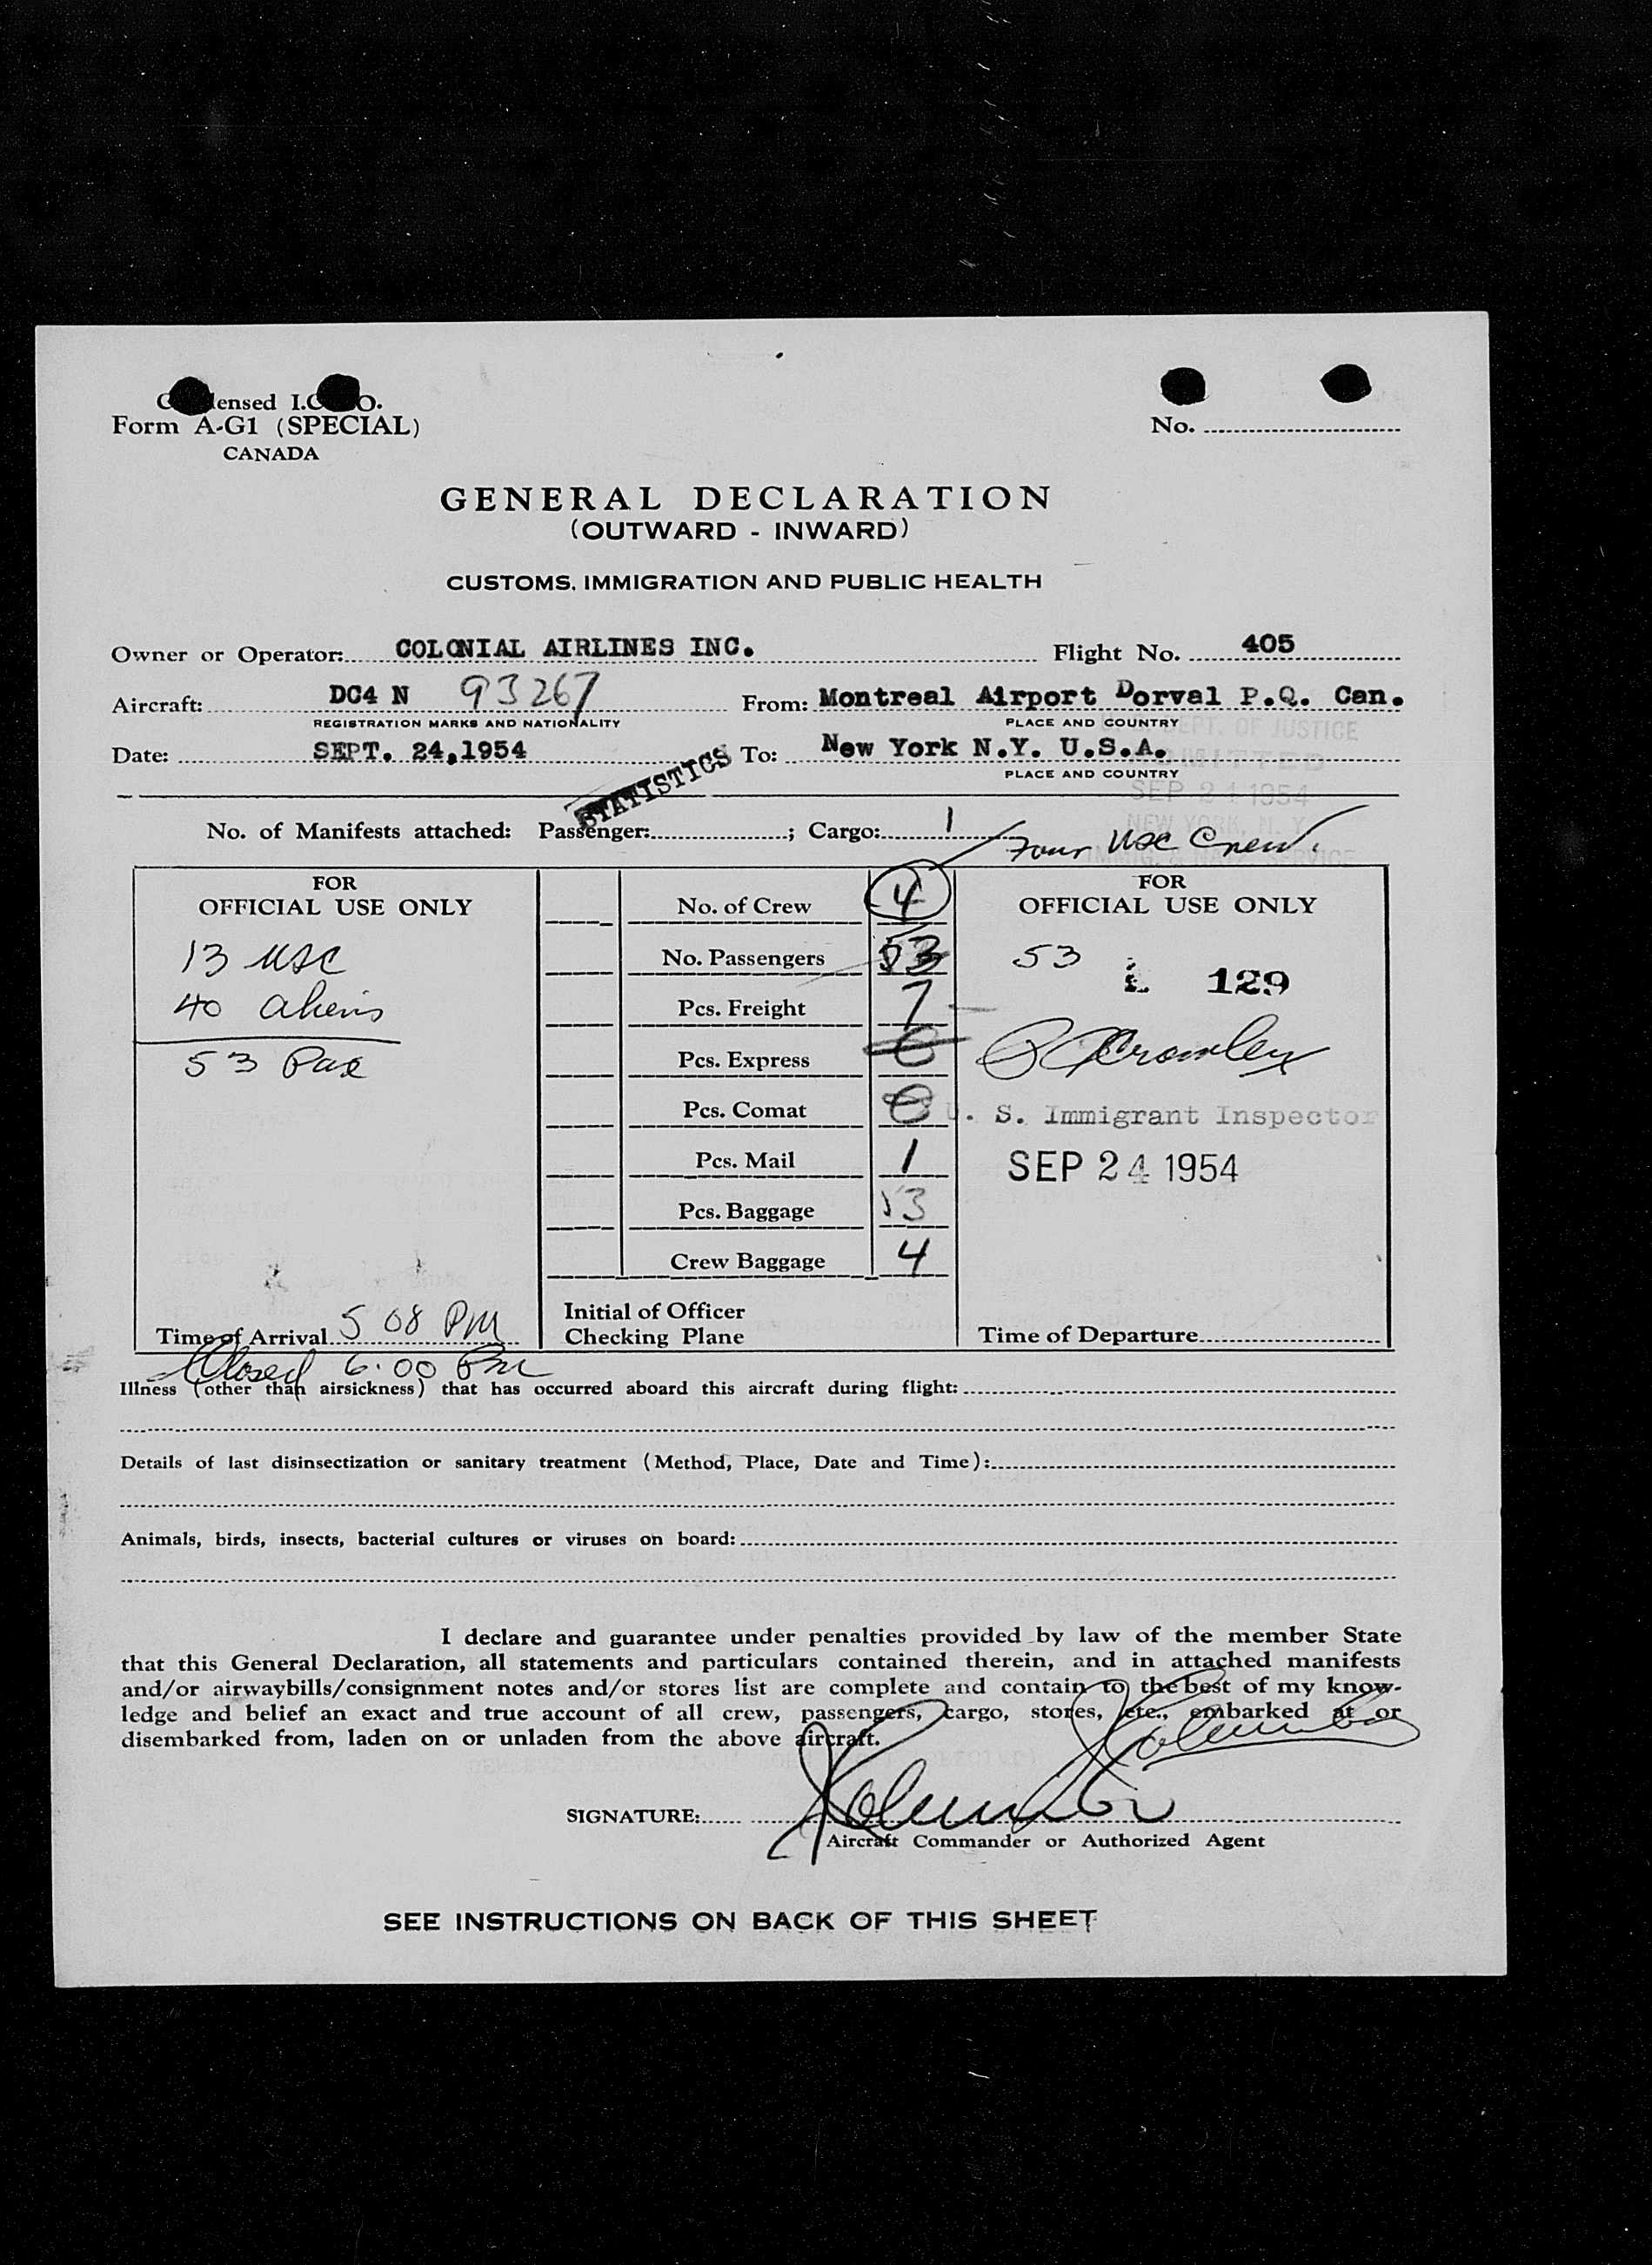 Form A-G1 (SPECIAL)
CANADA
No.
GENERAL DECLARATION
(OUTWARD - INWARD)
CUSTOMS, IMMIGRATION AND PUBLIC HEALTH
Owner or Operator: COLONIAL AIRLINES INC. Flight No. 405
Aircraft: DC4 N 93267 From: Montreal Airport Dorval P.Q. Can.
REGISTRATION MARKS AND NATIONALITY PLACE AND COUNTRY
DEPT. OF JUSTICE
Date: SEPT. 24,1954 To: New York N.Y. U.S.A.
ADMITTED
PLACE AND COUNTRY
STATISTICS
SEP 24 1954
NEW YORK, N. Y.
No. of Manifests attached: Passenger: ; Cargo: 1
Four USC Crew.
FOR
OFFICIAL USE ONLY
13 USC
40 Aliens
53 Pax
Time of Arrival 5 08 PM
Closed 6:00 Pm
No. of Crew 4
No. Passengers 53
Pcs. Freight 7
Pcs. Express
Pcs. Comat
Pcs. Mail 1
Pcs. Baggage 53
Crew Baggage 4
Initial of Officer
Checking Plane
FOR
OFFICIAL USE ONLY
53
129
Crowley
U. S. Immigrant Inspector
SEP 24 1954
Time of Departure
Illness (other than airsickness) that has occurred aboard this aircraft during flight:
Details of last disinsectization or sanitary treatment (Method, Place, Date and Time):
Animals, birds, insects, bacterial cultures or viruses on board:
I declare and guarantee under penalties provided by law of the member State
that this General Declaration, all statements and particulars contained therein, and in attached manifests
and/or airwaybills/consignment notes and/or stores list are complete and contain to the best of my know-
ledge and belief an exact and true account of all crew, passengers, cargo, stores, etc., embarked at or
disembarked from, laden on or unladen from the above aircraft.
SIGNATURE:
Aircraft Commander or Authorized Agent
SEE INSTRUCTIONS ON BACK OF THIS SHEET